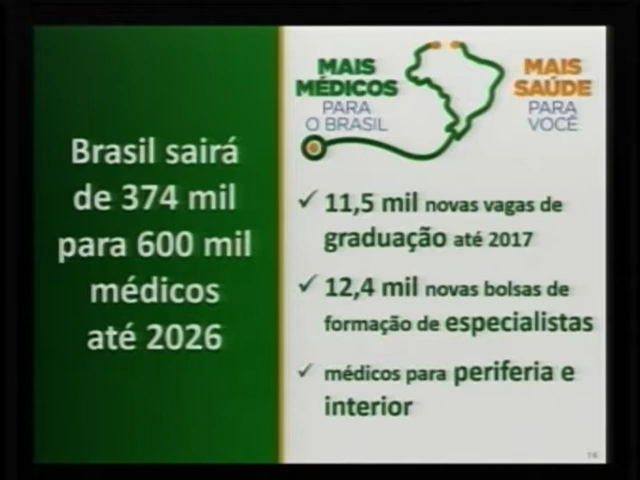 Brasil sairá
de 374 mil
para 600 mil
médicos
até 2026
MAIS
MÉDICOS
PARA
O BRASIL
MAIS
SAÚDE
PARA
VOCÊ
11,5 mil novas vagas de
graduação até 2017
12,4 mil novas bolsas de
formação de especialistas
médicos para periferia e
interior